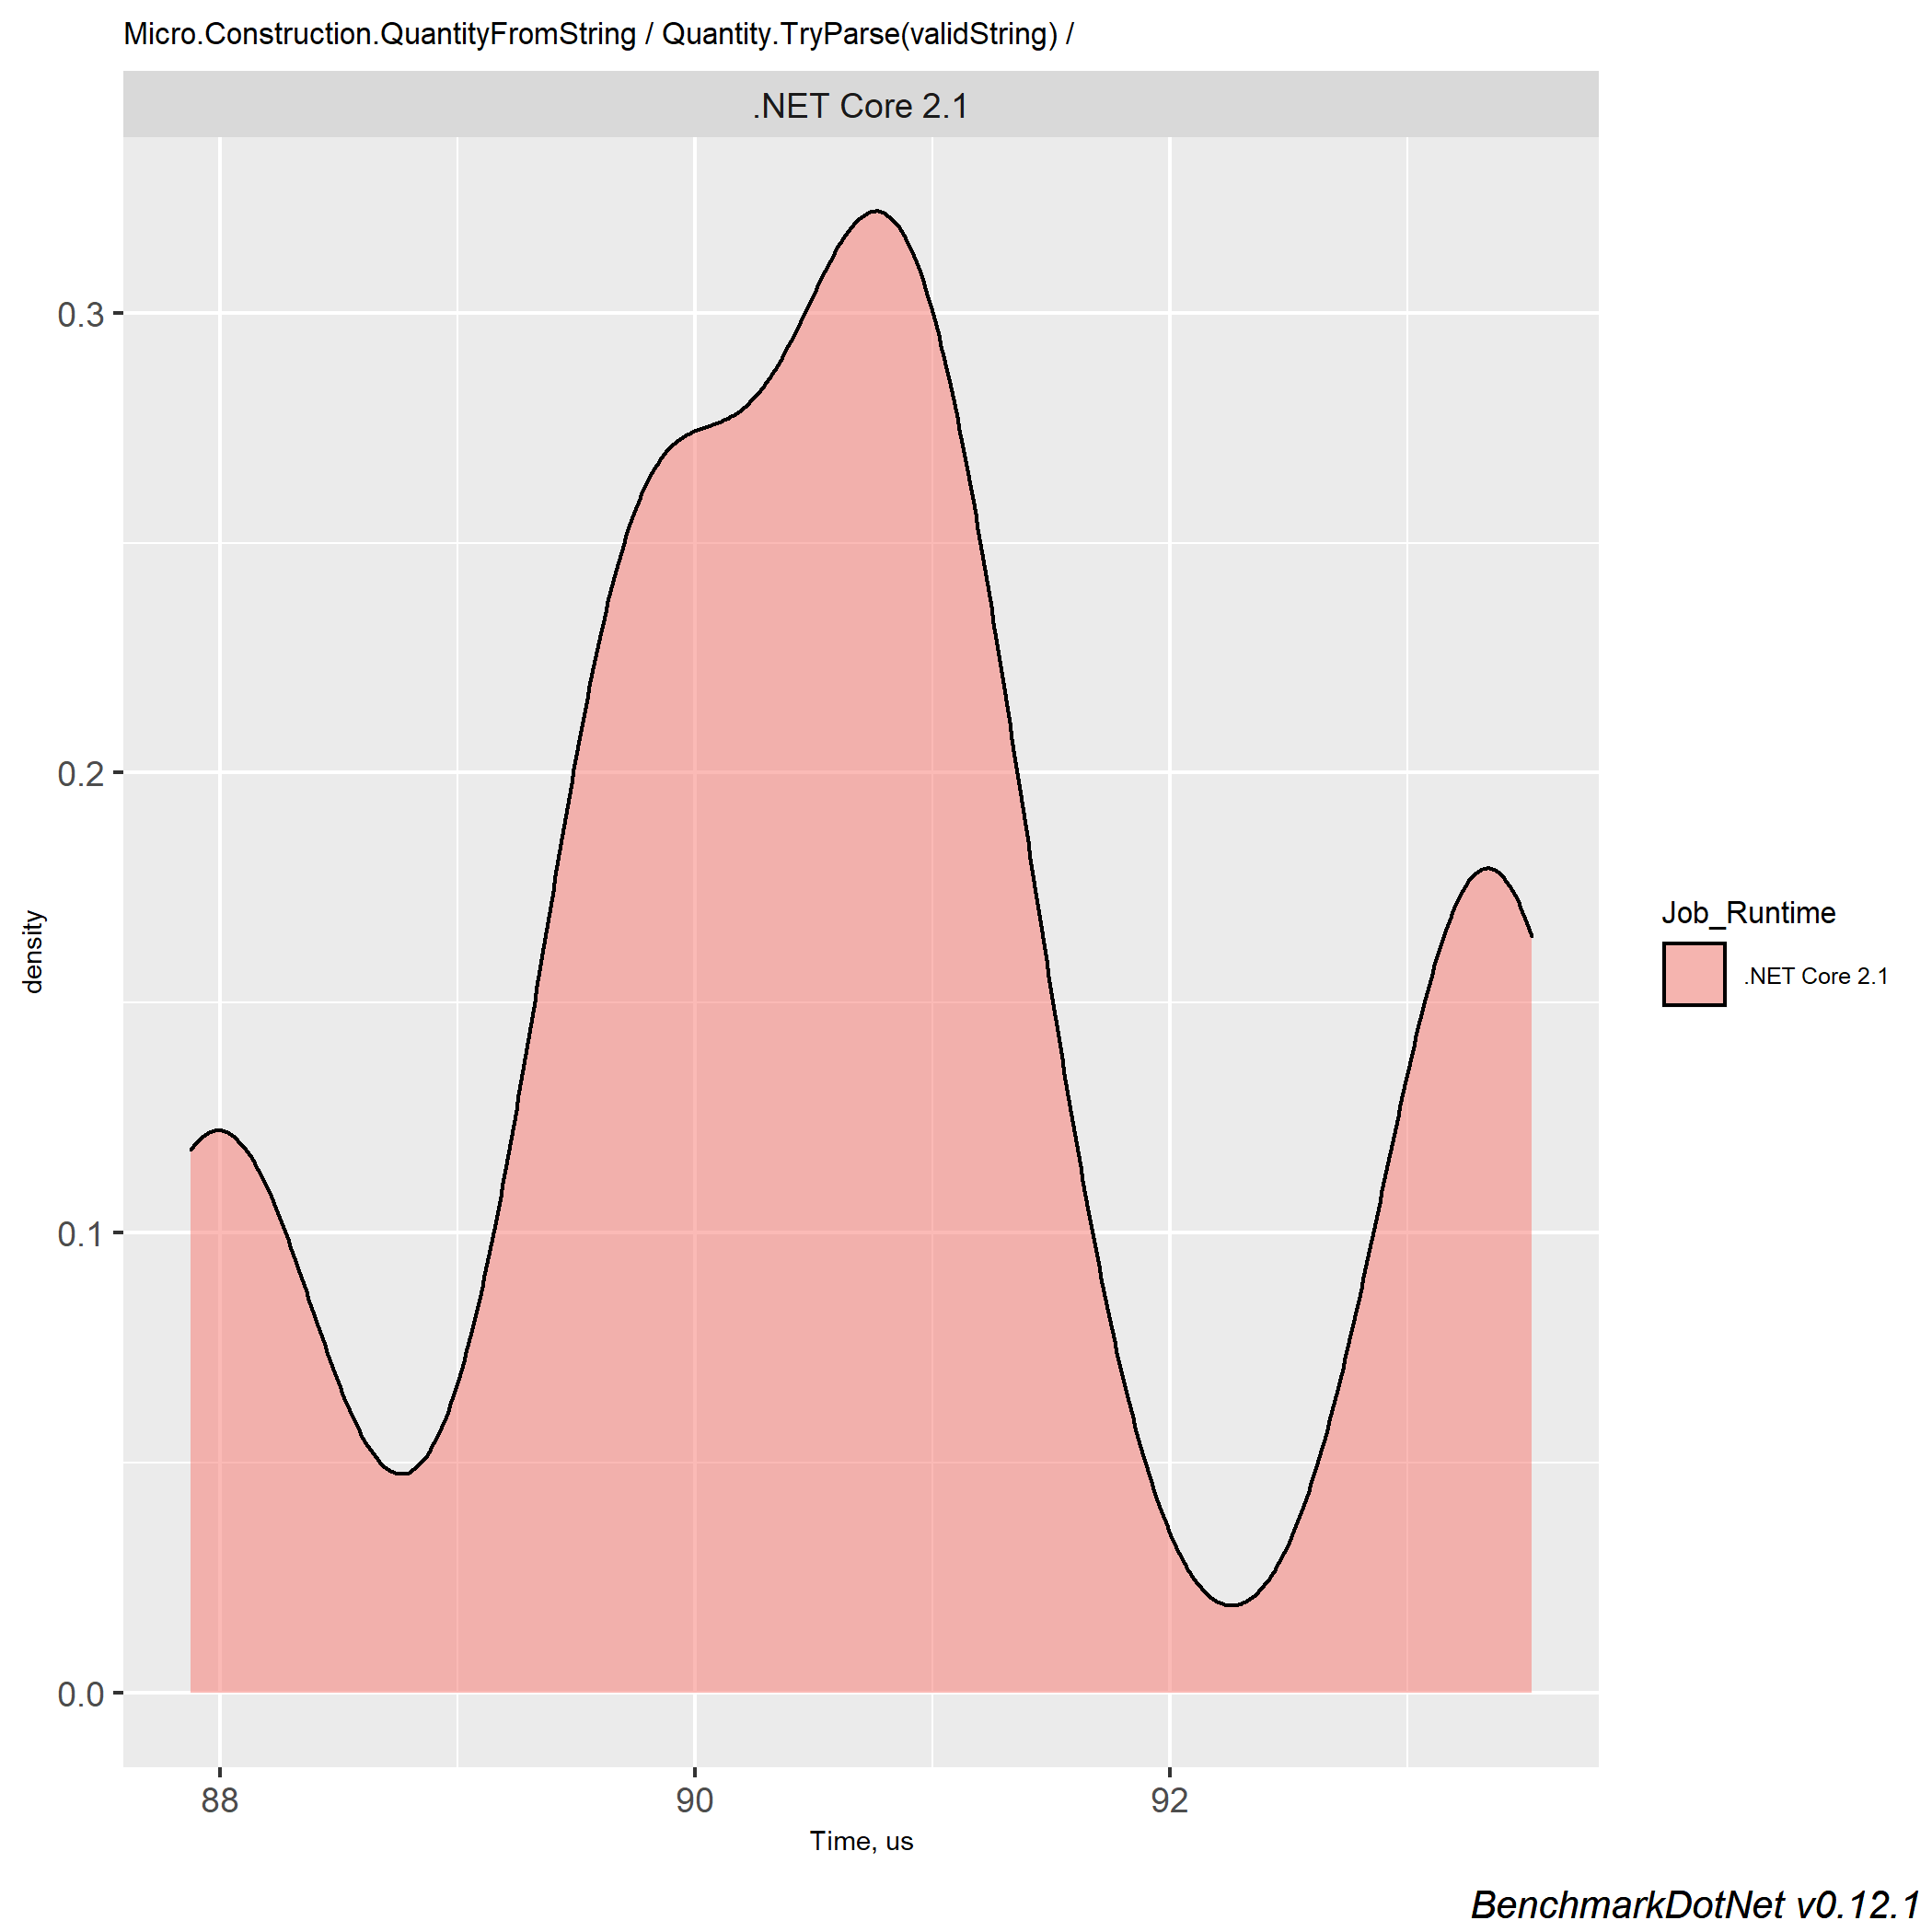 Micro.Construction.QuantityFromString / Quantity.TryParse(validString) /
.NET Core 2.1
0.3
0.2
0.1
0.0
density
88 90 92
Time, us
Job_Runtime
.NET Core 2.1
BenchmarkDotNet v0.12.1